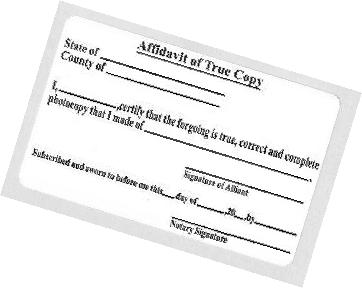 Affidavit of True Copy
State of
County of
I, ,certify that the forgoing is true, correct and complete
photocopy that I made of .
Signature of Affiant
Subscribed and sworn to before me this day of ,20 ,by
Notary Signature